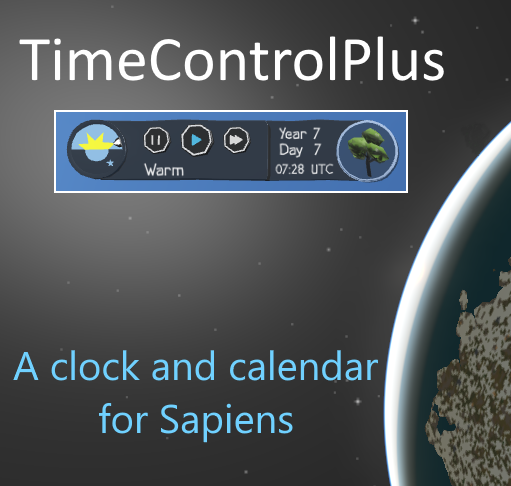 TimeControlPlus
Year 7
Day 7
07:28 UTC
Warm
A clock and calendar
for Sapiens